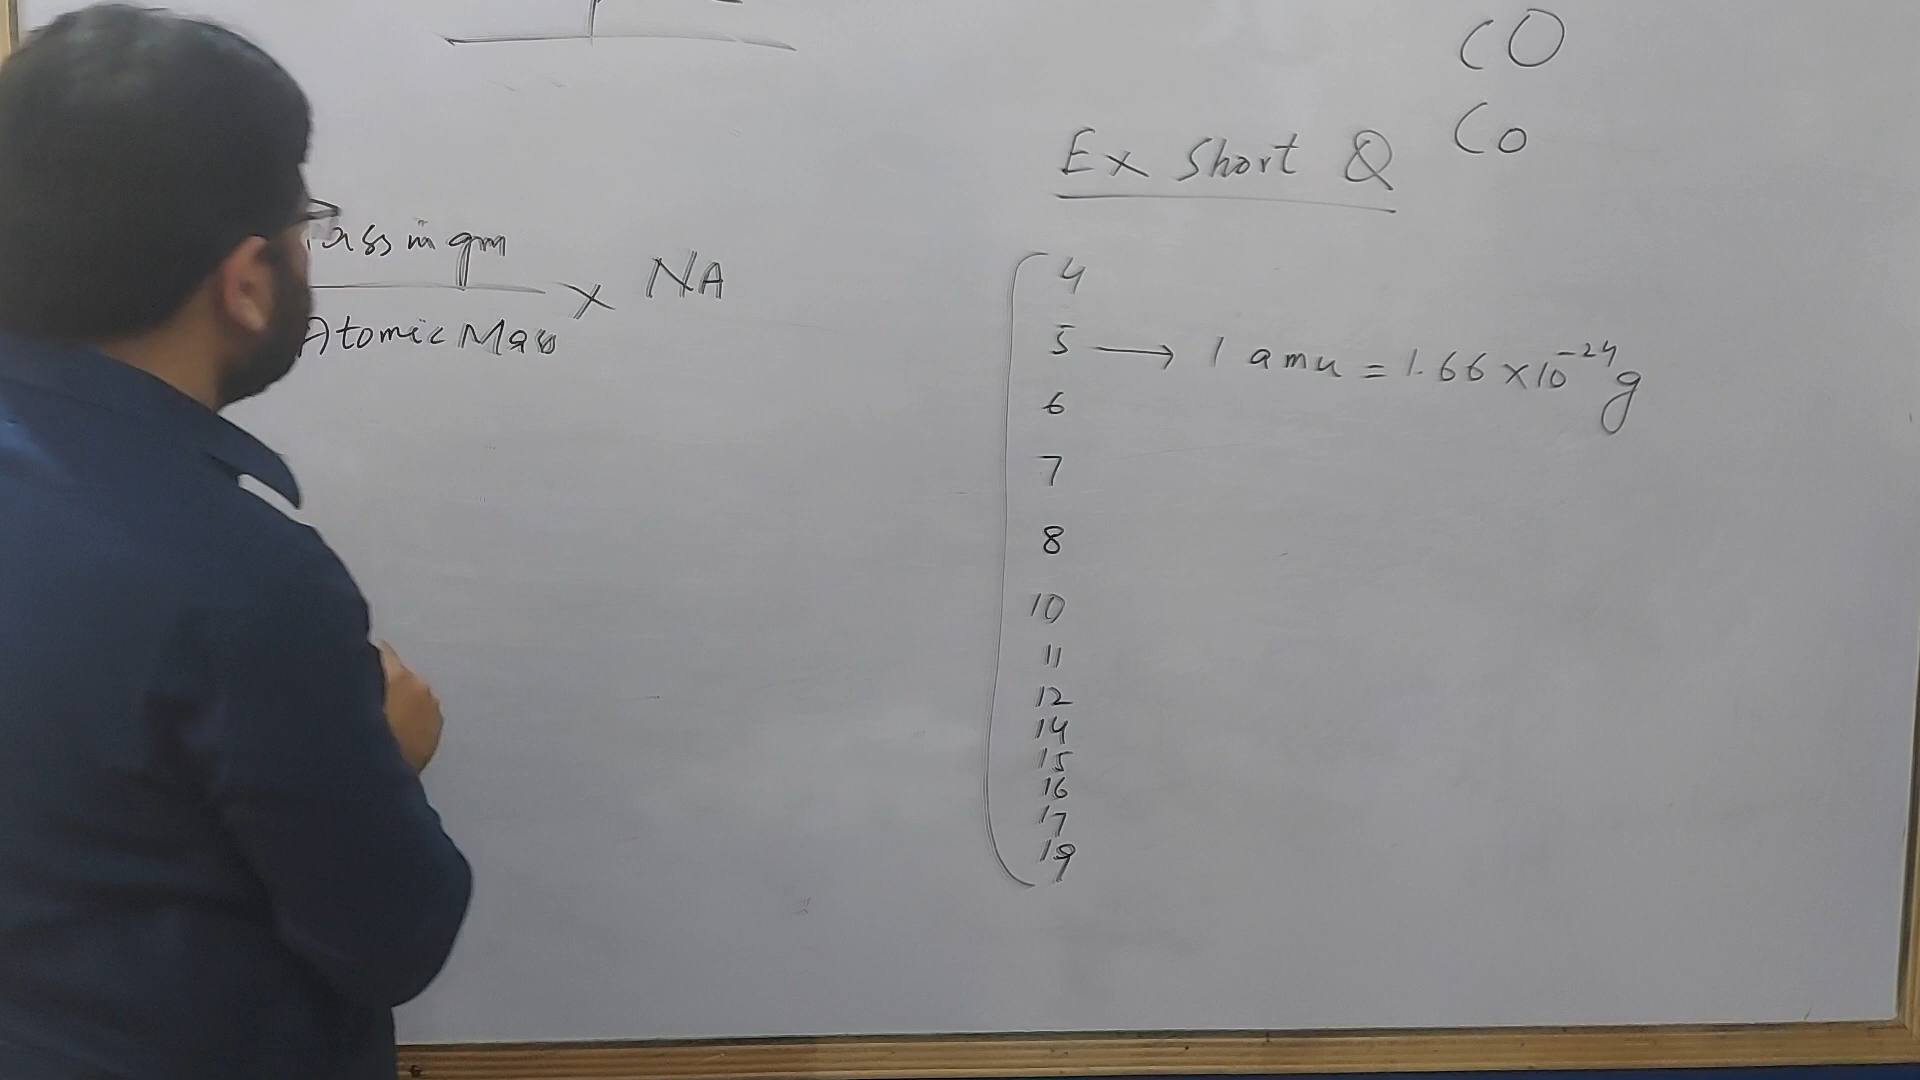 CO
Co
Ex Short Q
ass in gm
× NA
Atomic Mass
4
5 → 1 amu = 1.66 × 10⁻²⁴ g
6
7
8
10
11
12
14
15
16
17
19